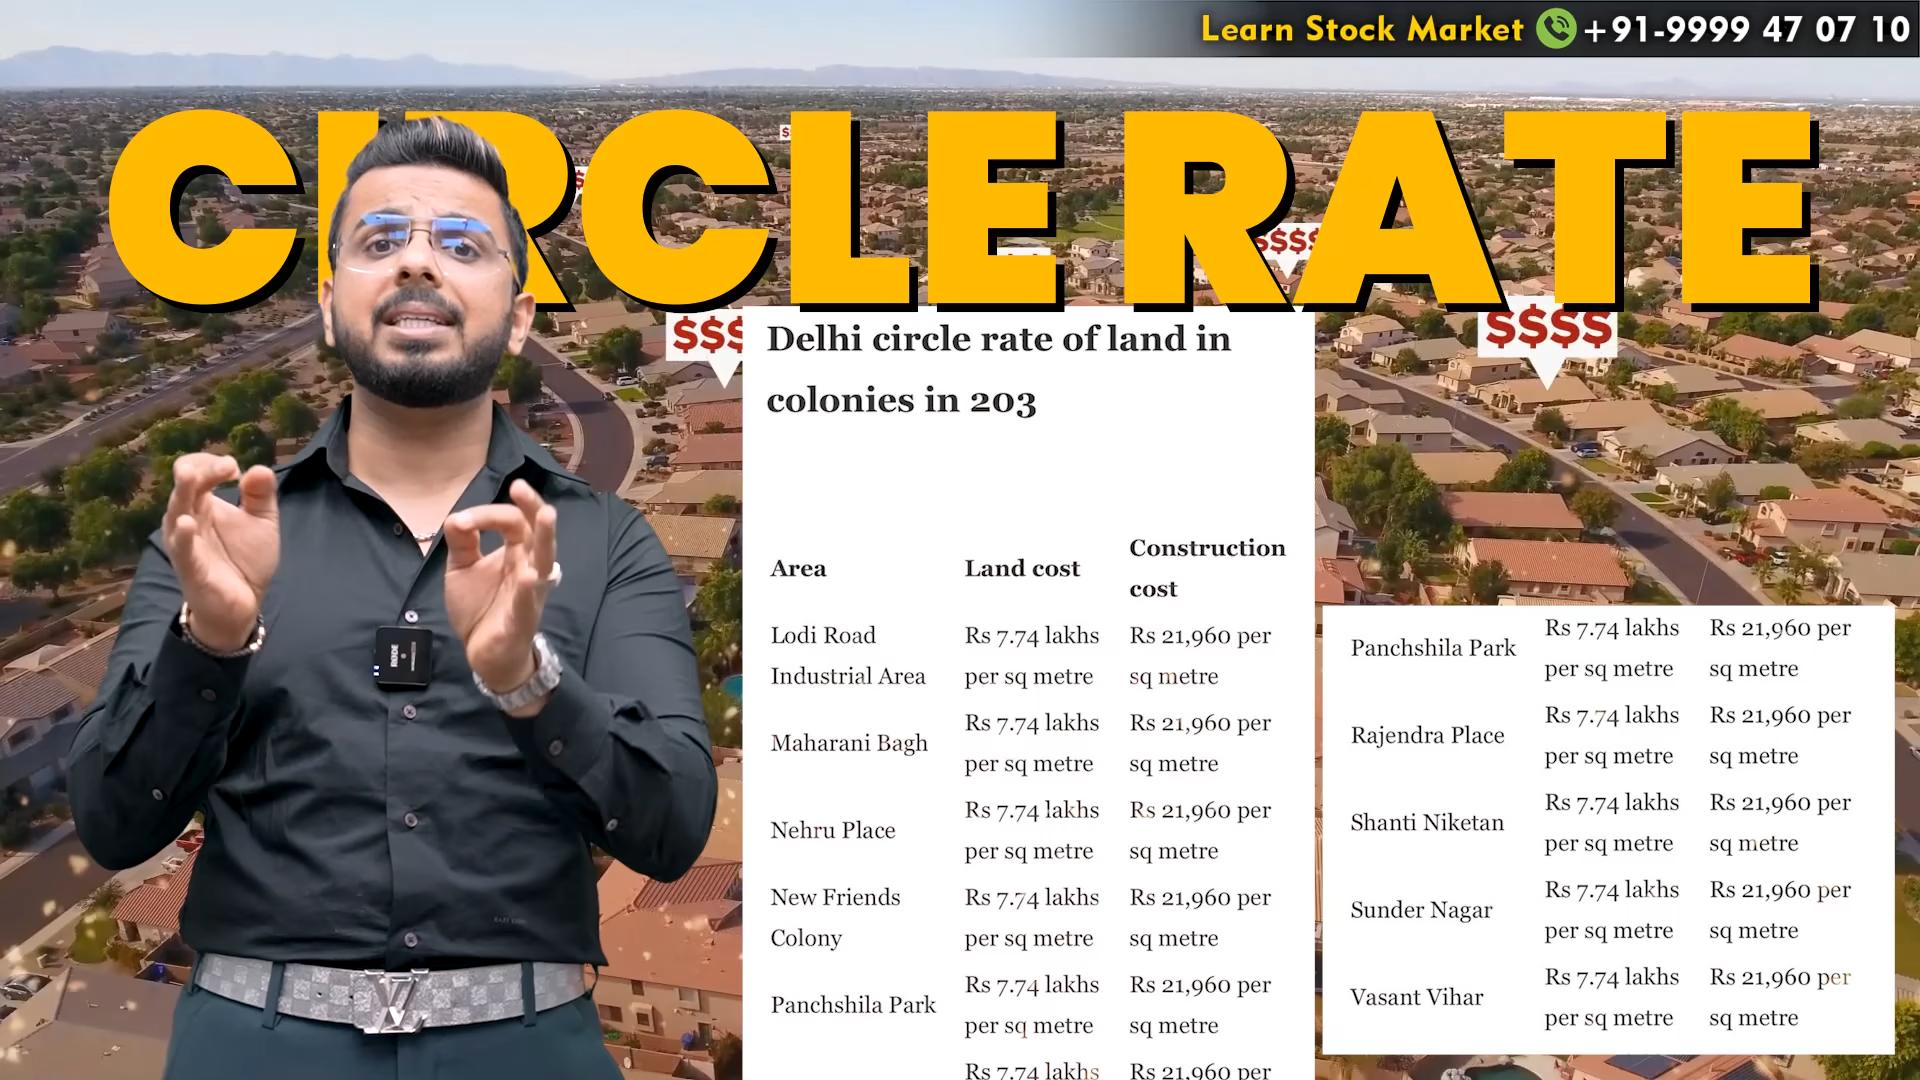 Learn Stock Market +91-9999 47 07 10
CIRCLE RATE
$$$$
$$$
$$$$
Delhi circle rate of land in
colonies in 203
Area Land cost Construction
cost
Lodi Road Rs 7.74 lakhs Rs 21,960 per
Industrial Area per sq metre sq metre
Maharani Bagh Rs 7.74 lakhs Rs 21,960 per
per sq metre sq metre
Nehru Place Rs 7.74 lakhs Rs 21,960 per
per sq metre sq metre
New Friends Rs 7.74 lakhs Rs 21,960 per
Colony per sq metre sq metre
Panchshila Park Rs 7.74 lakhs Rs 21,960 per
per sq metre sq metre
Rs 7.74 lakhs Rs 21,960 per
Panchshila Park Rs 7.74 lakhs Rs 21,960 per
per sq metre sq metre
Rajendra Place Rs 7.74 lakhs Rs 21,960 per
per sq metre sq metre
Shanti Niketan Rs 7.74 lakhs Rs 21,960 per
per sq metre sq metre
Sunder Nagar Rs 7.74 lakhs Rs 21,960 per
per sq metre sq metre
Vasant Vihar Rs 7.74 lakhs Rs 21,960 per
per sq metre sq metre
RØDE
LV